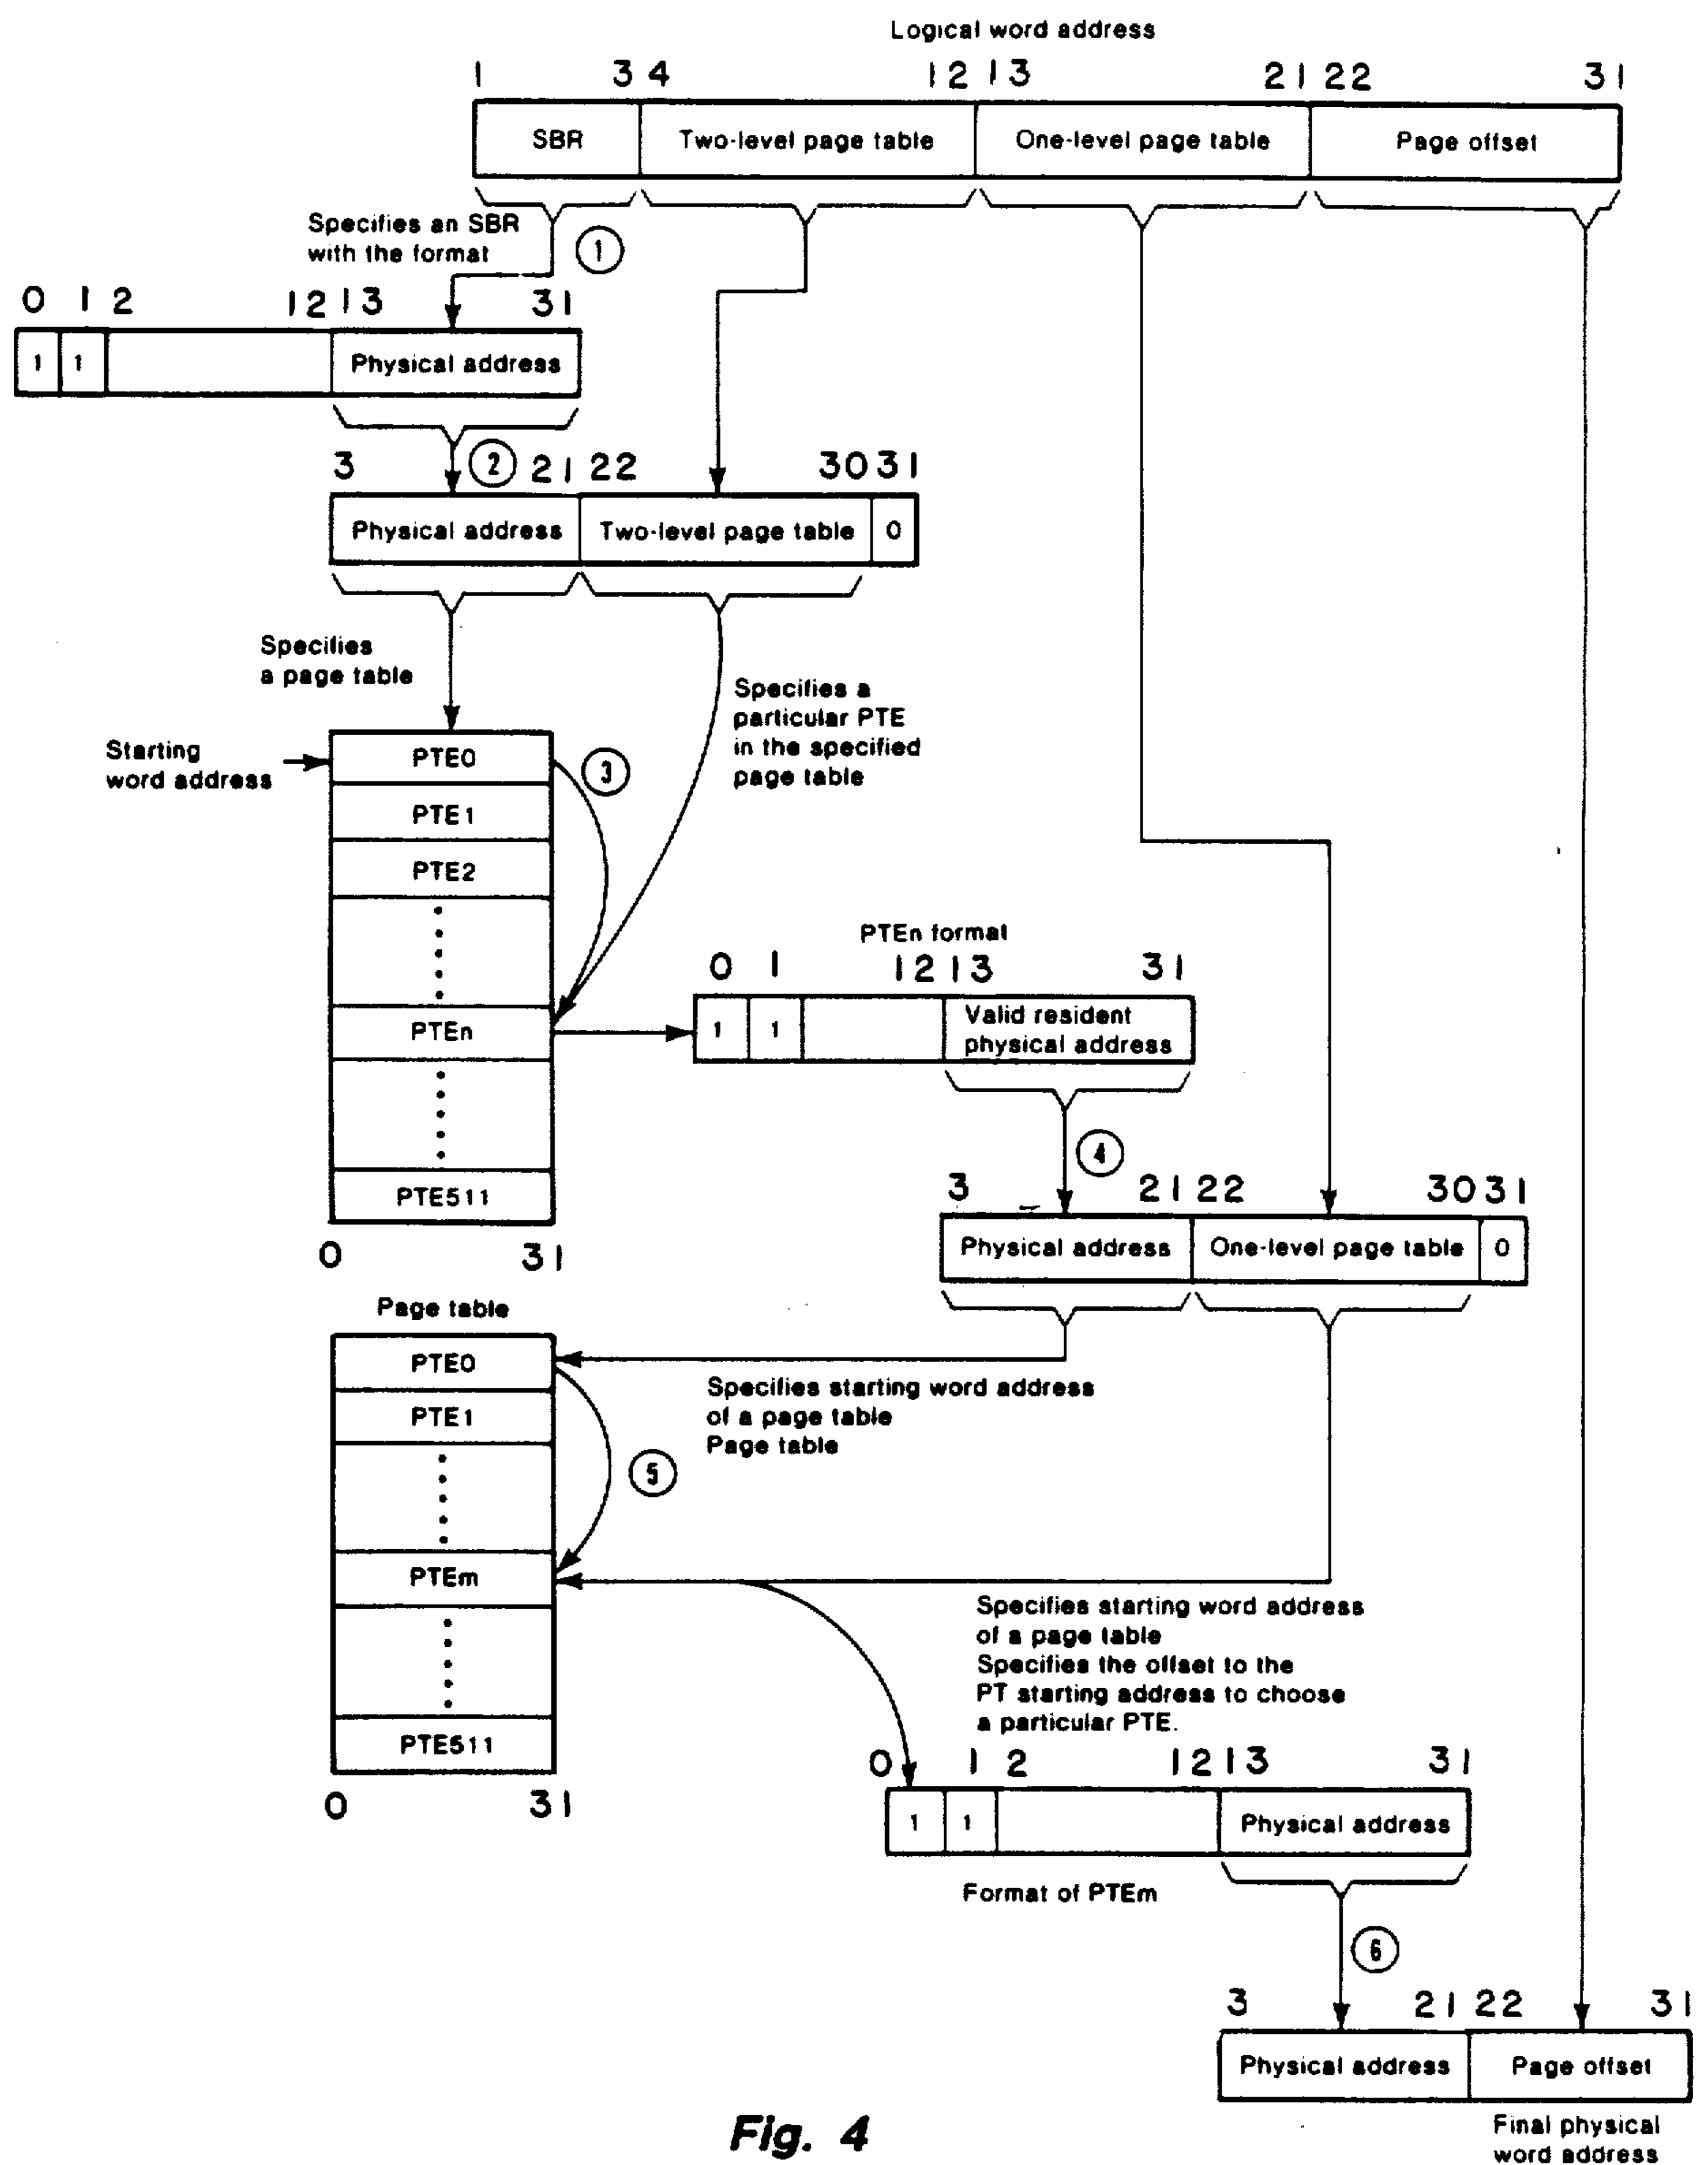 Logical word address
1 3 4 12 13 21 22 31
SBR Two-level page table One-level page table Page offset
Specifies an SBR
with the format
1
0 1 2 12 13 31
1 1 Physical address
2
3 21 22 30 31
Physical address Two-level page table 0
Specifies
a page table
Specifies a
particular PTE
in the specified
page table
Starting
word address
PTE0
3
PTE1
PTE2
PTEn format
0 1 12 13 31
PTEn
1 1 Valid resident
physical address
4
PTE511
0 31
3 21 22 30 31
Physical address One-level page table 0
Page table
PTE0
Specifies starting word address
of a page table
Page table
PTE1
5
PTEm
Specifies starting word address
of a page table
Specifies the offset to the
PT starting address to choose
a particular PTE.
PTE511
0 31
0 1 2 12 13 31
1 1 Physical address
Format of PTEm
6
3 21 22 31
Physical address Page offset
Final physical
word address
Fig. 4